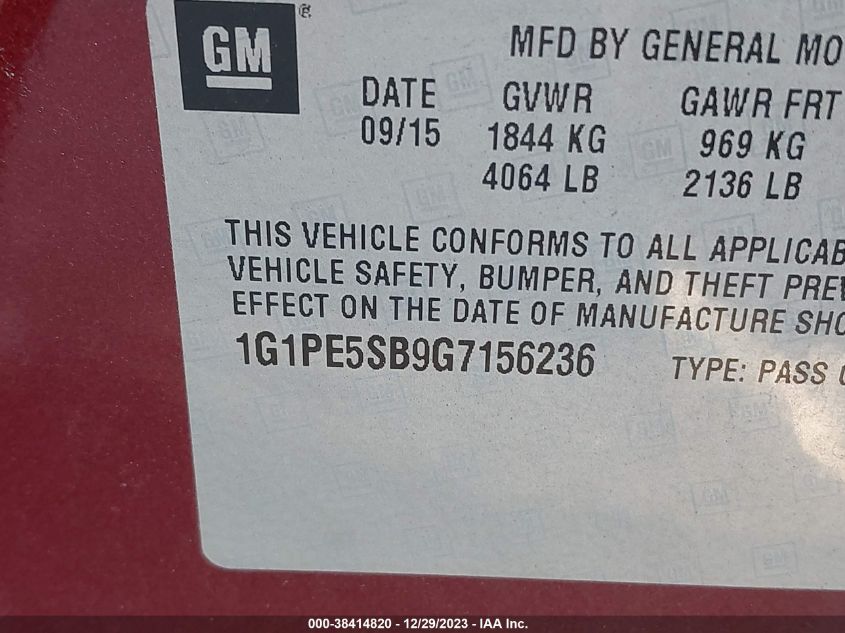 GM
®
MFD BY GENERAL MO
DATE GVWR GAWR FRT
09/15 1844 KG 969 KG
4064 LB 2136 LB
THIS VEHICLE CONFORMS TO ALL APPLICAB
VEHICLE SAFETY, BUMPER, AND THEFT PREV
EFFECT ON THE DATE OF MANUFACTURE SHO
1G1PE5SB9G7156236 TYPE: PASS C
000-38414820 - 12/29/2023 - IAA Inc.